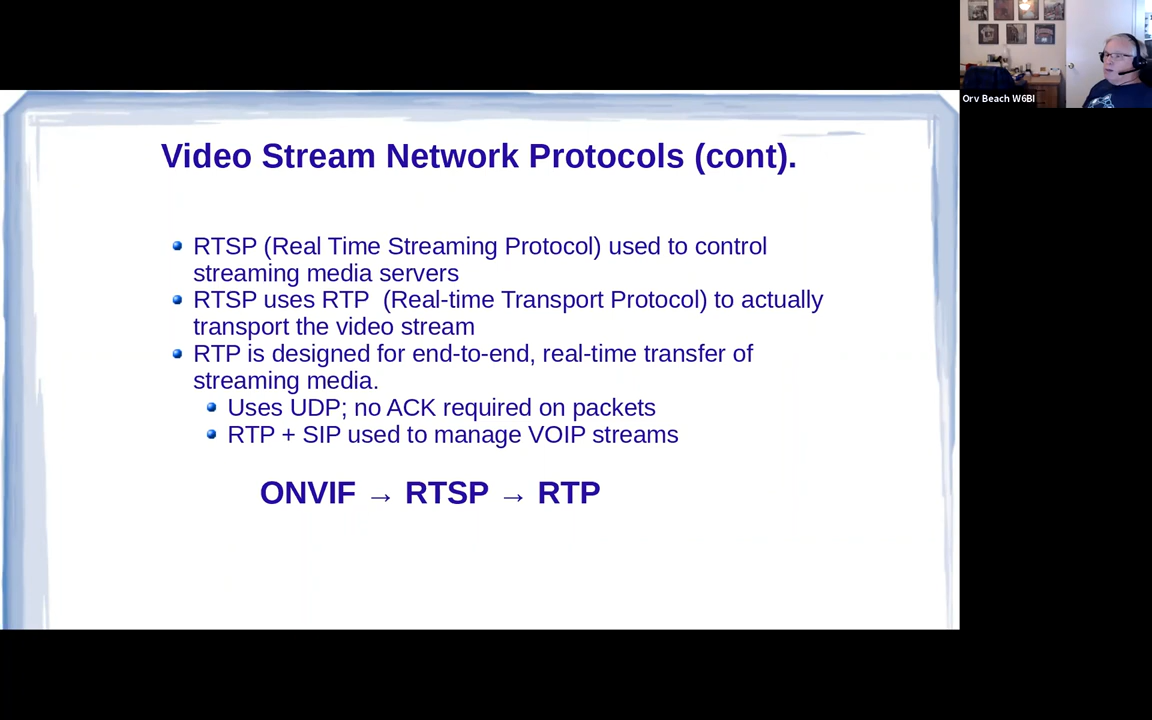 Video Stream Network Protocols (cont).
RTSP (Real Time Streaming Protocol) used to control
streaming media servers
RTSP uses RTP  (Real-time Transport Protocol) to actually
transport the video stream
RTP is designed for end-to-end, real-time transfer of
streaming media.
Uses UDP; no ACK required on packets
RTP + SIP used to manage VOIP streams
ONVIF → RTSP → RTP
Orv Beach W6BI